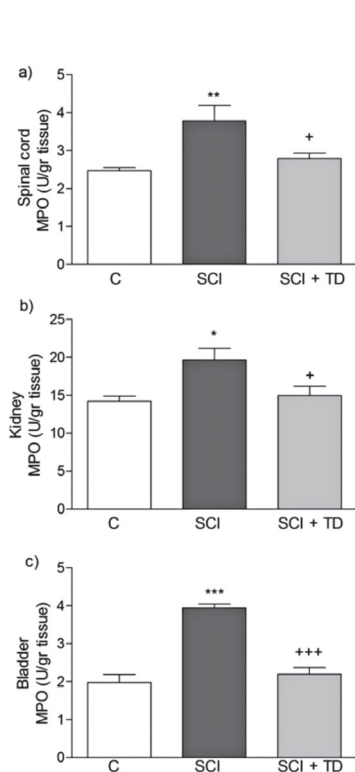 a)
Spinal cord
MPO (U/gr tissue)
5
4
3
2
1
0
**
+
C SCI SCI + TD
b)
Kidney
MPO (U/gr tissue)
25
20
15
10
5
0
*
+
C SCI SCI + TD
c)
Bladder
MPO (U/gr tissue)
5
4
3
2
1
0
***
+++
C SCI SCI + TD